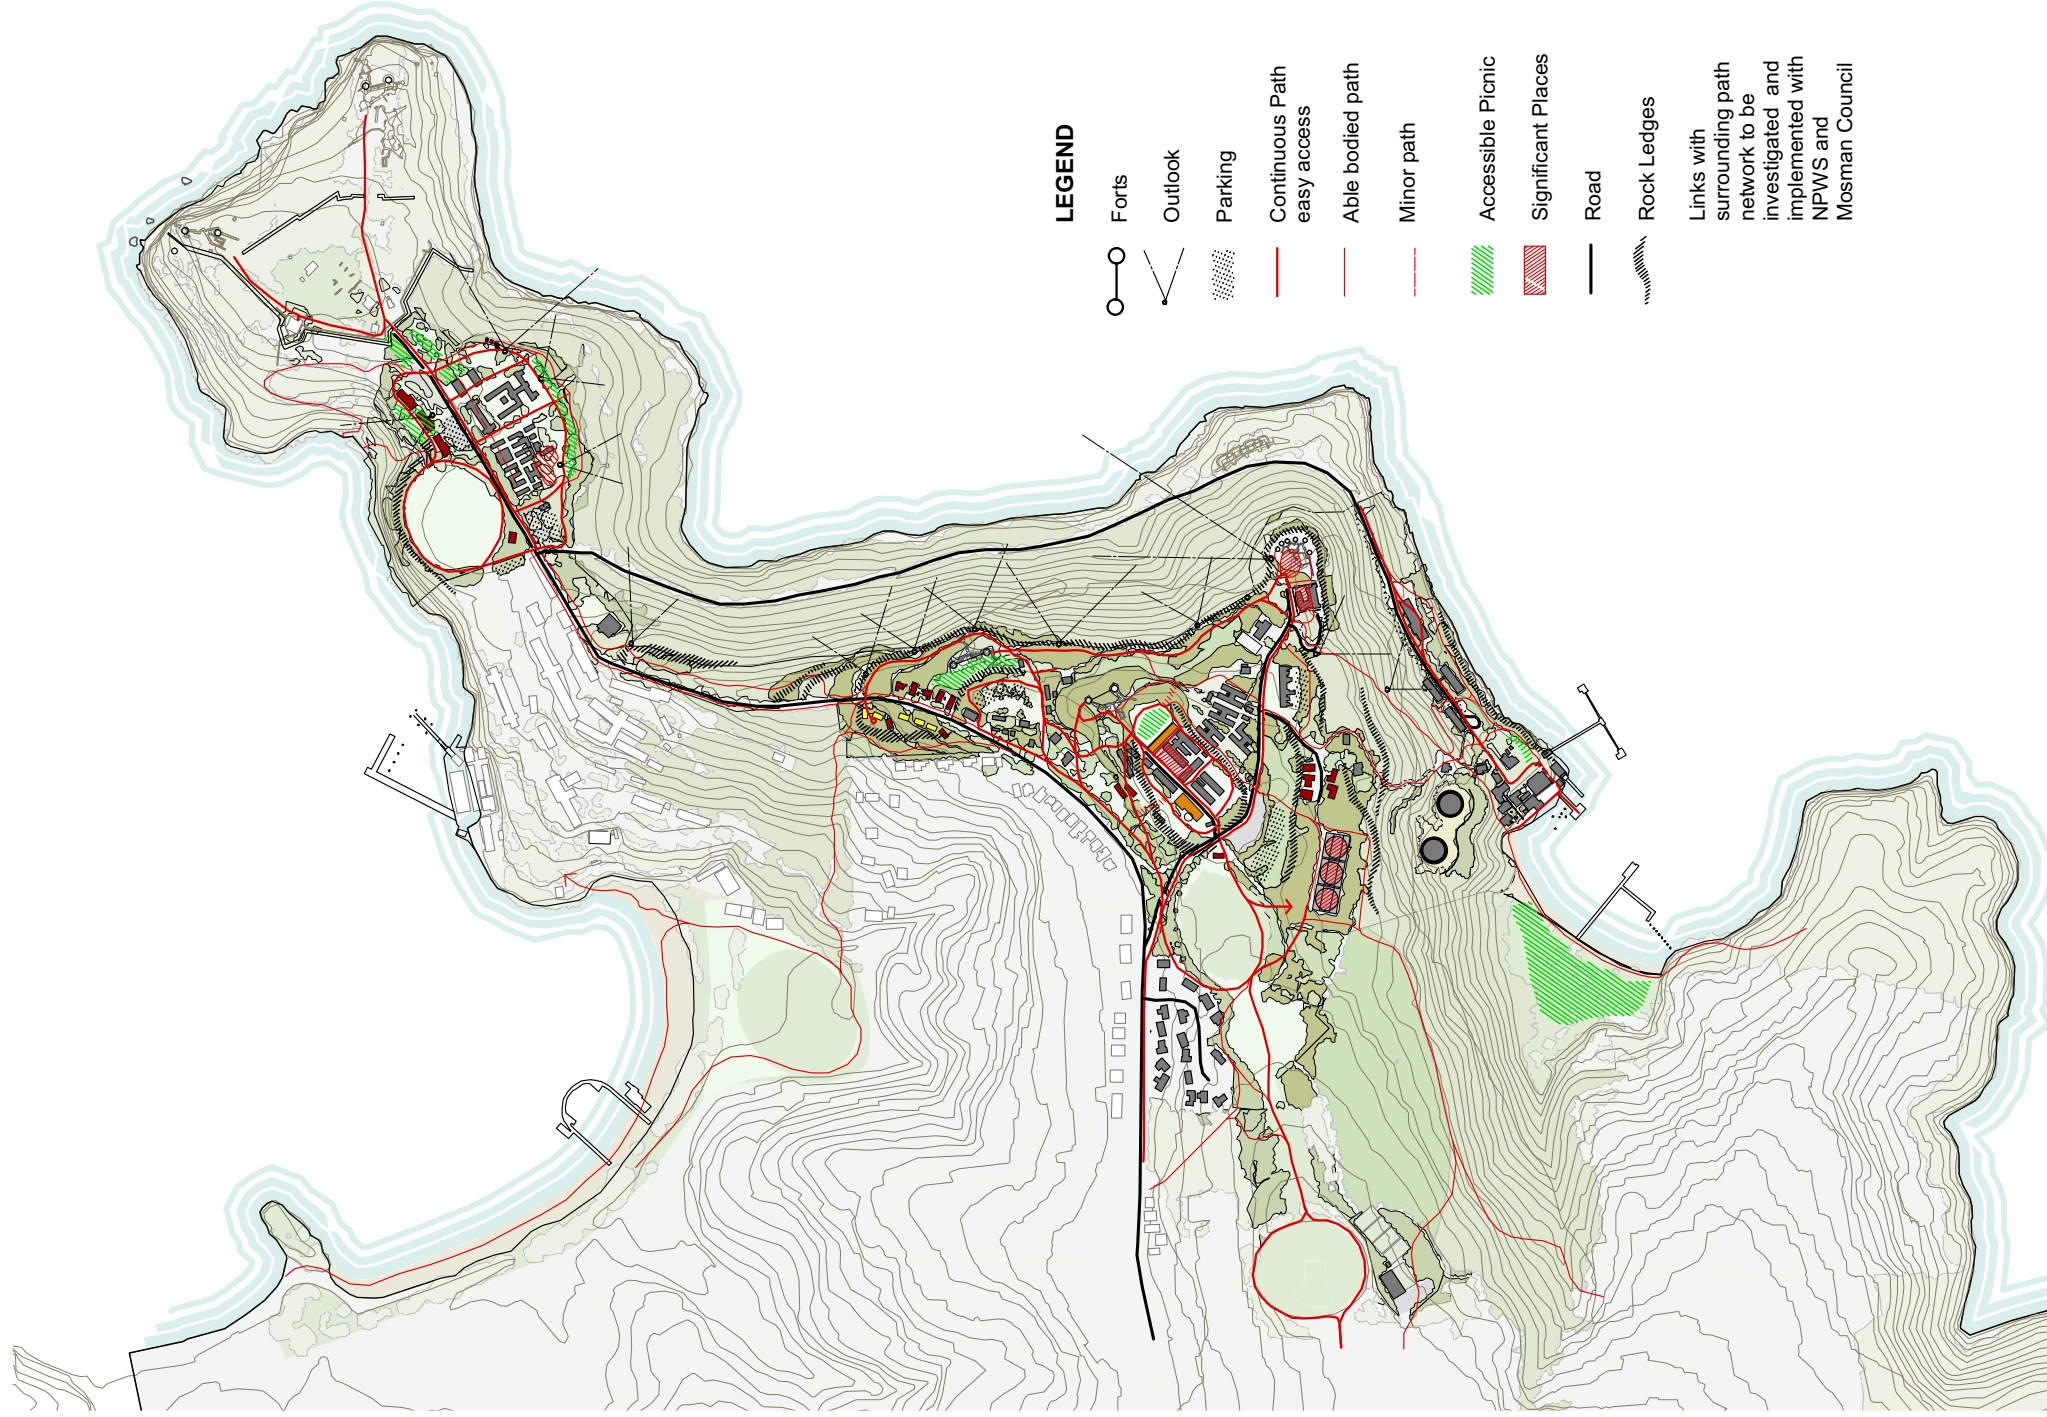 LEGEND
Forts
Outlook
Parking
Continuous Path
easy access
Able bodied path
Minor path
Accessible Picnic
Significant Places
Road
Rock Ledges
Links with
surrounding path
network to be
investigated and
implemented with
NPWS and
Mosman Council